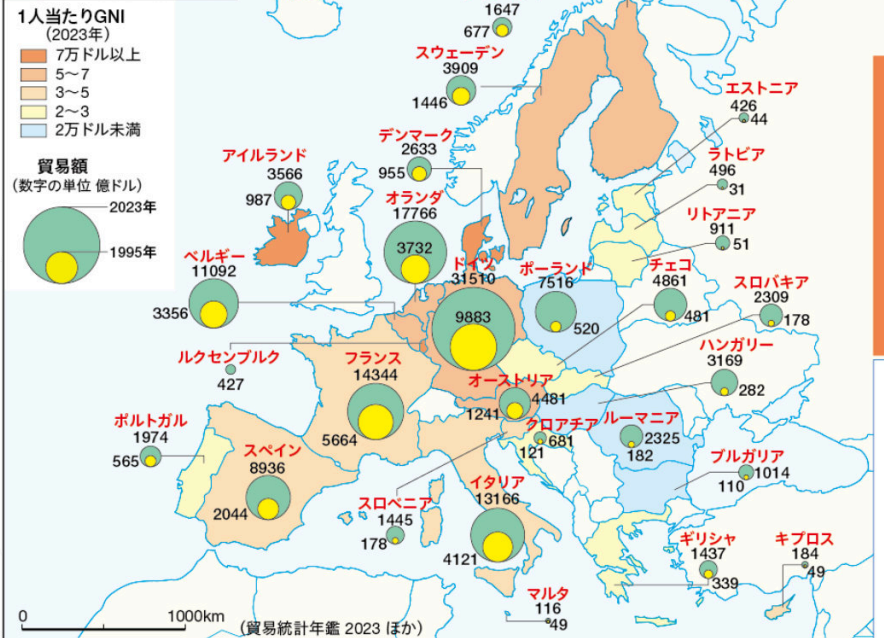 1人当たりGNI
(2023年)
7万ドル以上
5～7
3～5
2～3
2万ドル未満
貿易額
(数字の単位 億ドル)
2023年
1995年
1647
677
スウェーデン
3909
1446
エストニア
426
44
デンマーク
2633
955
ラトビア
496
31
アイルランド
3566
987
オランダ
17766
3732
リトアニア
911
51
ベルギー
11092
3356
ドイツ
31510
9883
ポーランド
7516
520
チェコ
4861
481
スロバキア
2309
178
ルクセンブルク
427
フランス
14344
5664
ハンガリー
3169
282
オーストリア
4481
1241
クロアチア
681
121
ルーマニア
2325
182
ポルトガル
1974
565
スペイン
8936
2044
ブルガリア
1014
110
スロベニア
1445
178
イタリア
13166
4121
ギリシャ
1437
339
キプロス
184
49
マルタ
116
49
0
1000km
(貿易統計年鑑 2023 ほか)